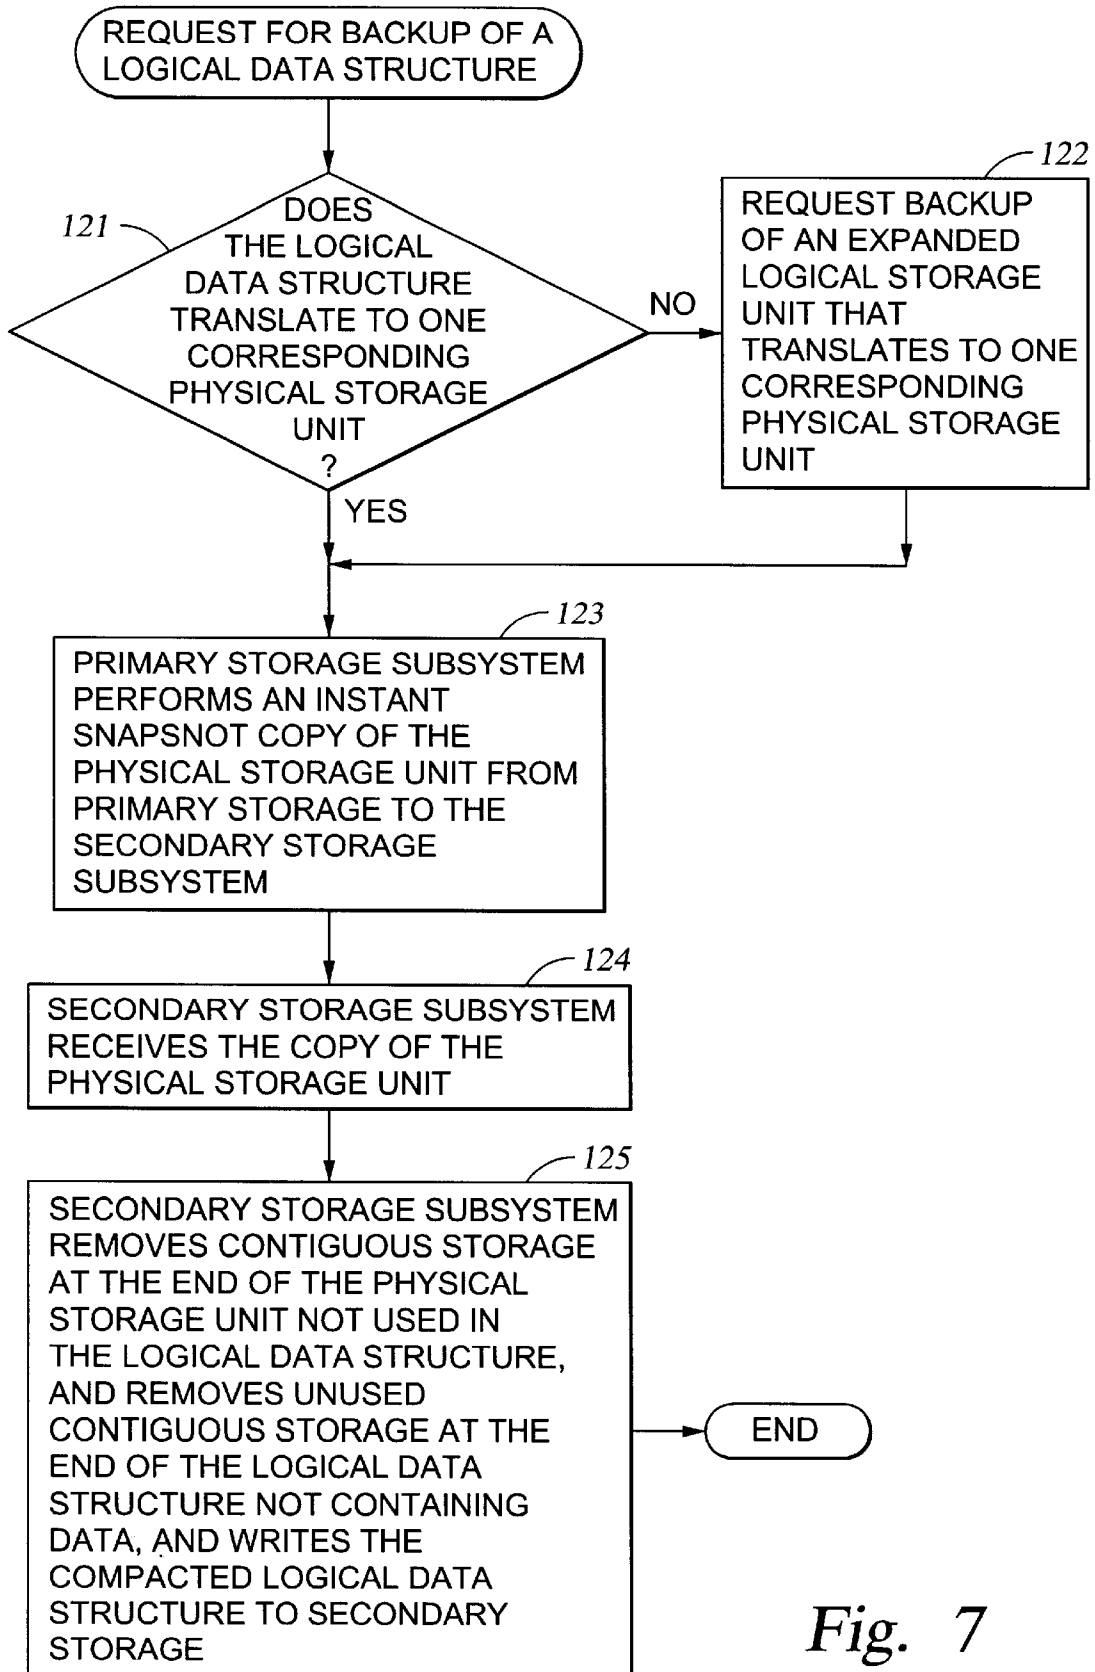 REQUEST FOR BACKUP OF A
LOGICAL DATA STRUCTURE
121
DOES
THE LOGICAL
DATA STRUCTURE
TRANSLATE TO ONE
CORRESPONDING
PHYSICAL STORAGE
UNIT
?
NO
YES
122
REQUEST BACKUP
OF AN EXPANDED
LOGICAL STORAGE
UNIT THAT
TRANSLATES TO ONE
CORRESPONDING
PHYSICAL STORAGE
UNIT
123
PRIMARY STORAGE SUBSYSTEM
PERFORMS AN INSTANT
SNAPSNOT COPY OF THE
PHYSICAL STORAGE UNIT FROM
PRIMARY STORAGE TO THE
SECONDARY STORAGE
SUBSYSTEM
124
SECONDARY STORAGE SUBSYSTEM
RECEIVES THE COPY OF THE
PHYSICAL STORAGE UNIT
125
SECONDARY STORAGE SUBSYSTEM
REMOVES CONTIGUOUS STORAGE
AT THE END OF THE PHYSICAL
STORAGE UNIT NOT USED IN
THE LOGICAL DATA STRUCTURE,
AND REMOVES UNUSED
CONTIGUOUS STORAGE AT THE
END OF THE LOGICAL DATA
STRUCTURE NOT CONTAINING
DATA, AND WRITES THE
COMPACTED LOGICAL DATA
STRUCTURE TO SECONDARY
STORAGE
END
Fig. 7